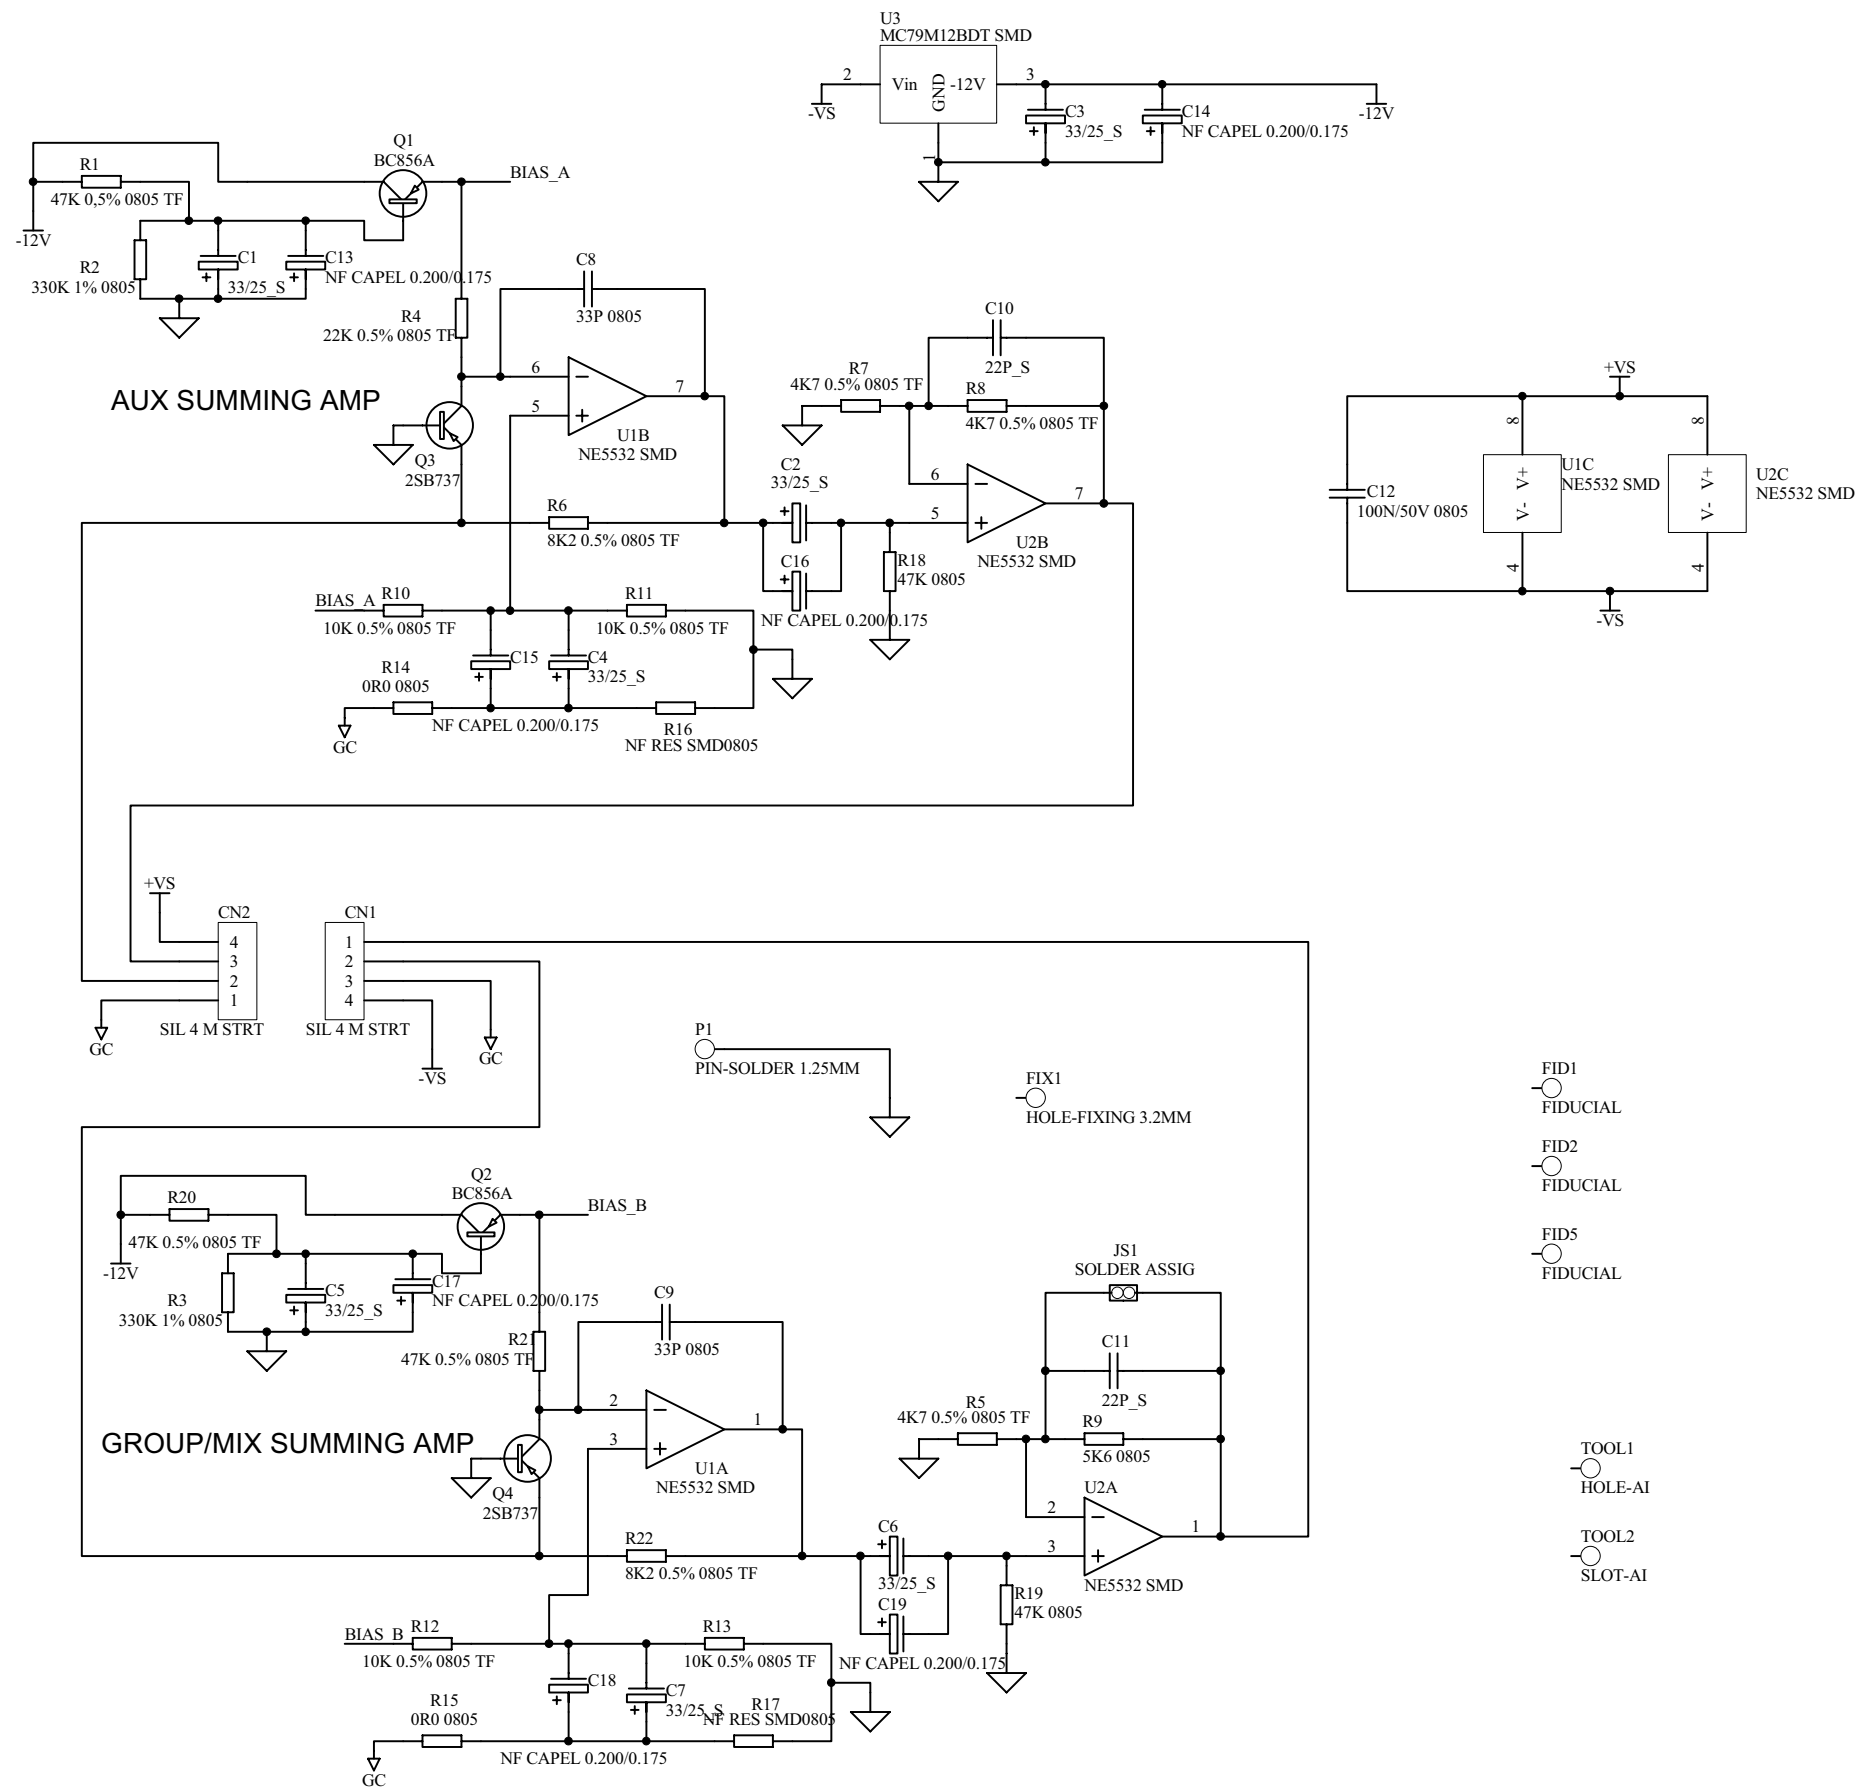 U3
MC79M12BDT SMD
2
Vin
GND
-12V
3
-VS
1
C3
33/25_S
C14
NF CAPEL 0.200/0.175
-12V
Q1
BC856A
R1
47K 0,5% 0805 TF
BIAS_A
-12V
R2
330K 1% 0805
C1
33/25_S
C13
NF CAPEL 0.200/0.175
R4
22K 0.5% 0805 TF
C8
33P 0805
AUX SUMMING AMP
6
5
7
U1B
NE5532 SMD
Q3
2SB737
C10
22P_S
R7
4K7 0.5% 0805 TF
R8
4K7 0.5% 0805 TF
C2
33/25_S
6
5
7
U2B
NE5532 SMD
R6
8K2 0.5% 0805 TF
C16
NF CAPEL 0.200/0.175
R18
47K 0805
+VS
8
8
C12
100N/50V 0805
V+
V-
U1C
NE5532 SMD
V+
V-
U2C
NE5532 SMD
4
4
-VS
BIAS_A
R10
10K 0.5% 0805 TF
R11
10K 0.5% 0805 TF
C15
C4
33/25_S
R14
0R0 0805
NF CAPEL 0.200/0.175
R16
NF RES SMD0805
GC
+VS
CN2
4
3
2
1
SIL 4 M STRT
GC
CN1
1
2
3
4
SIL 4 M STRT
GC
-VS
P1
PIN-SOLDER 1.25MM
FIX1
HOLE-FIXING 3.2MM
FID1
FIDUCIAL
FID2
FIDUCIAL
FID5
FIDUCIAL
Q2
BC856A
R20
47K 0.5% 0805 TF
BIAS_B
-12V
R3
330K 1% 0805
C5
33/25_S
C17
NF CAPEL 0.200/0.175
R21
47K 0.5% 0805 TF
C9
33P 0805
GROUP/MIX SUMMING AMP
2
3
1
U1A
NE5532 SMD
Q4
2SB737
JS1
SOLDER ASSIG
C11
22P_S
R5
4K7 0.5% 0805 TF
R9
5K6 0805
U2A
2
3
1
NE5532 SMD
R22
8K2 0.5% 0805 TF
C6
33/25_S
C19
NF CAPEL 0.200/0.175
R19
47K 0805
TOOL1
HOLE-AI
TOOL2
SLOT-AI
BIAS_B
R12
10K 0.5% 0805 TF
R13
10K 0.5% 0805 TF
C18
C7
33/25_S
R15
0R0 0805
R17
NF RES SMD0805
NF CAPEL 0.200/0.175
GC